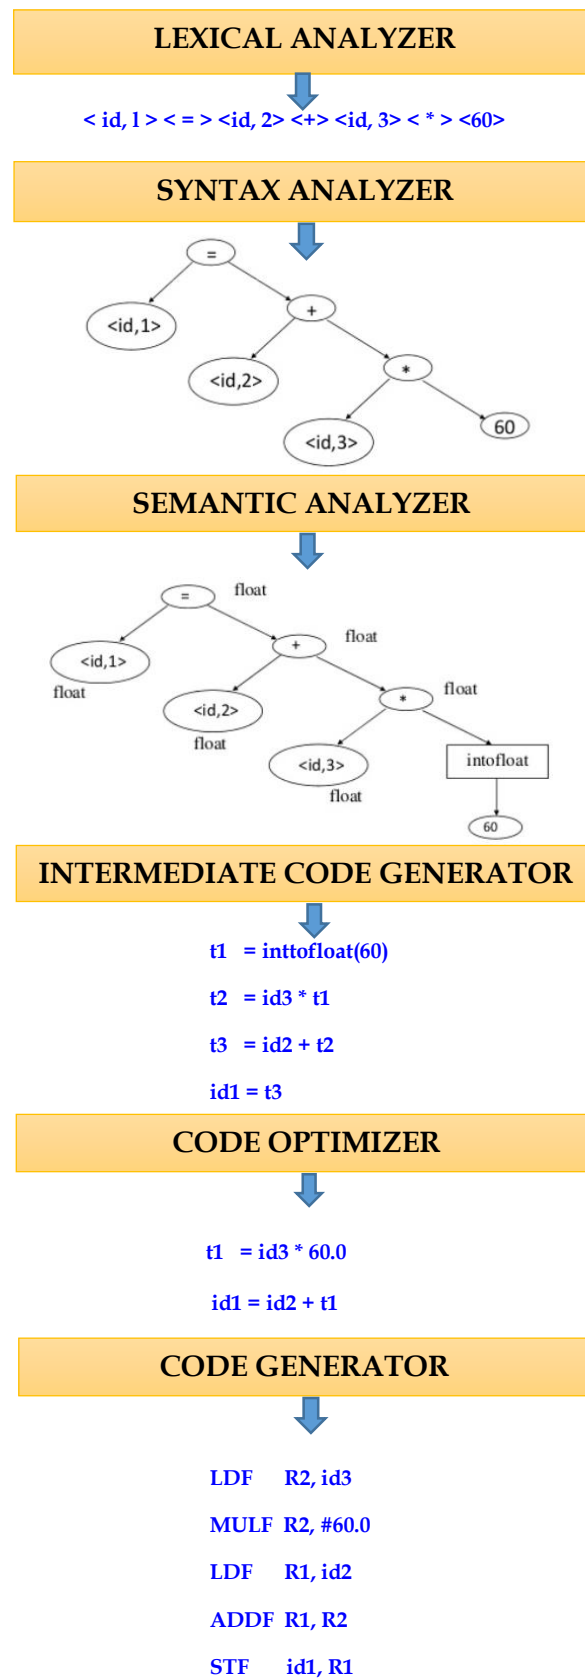 LEXICAL ANALYZER
< id, l > < = > <id, 2> <+> <id, 3> < * > <60>
SYNTAX ANALYZER
=
<id,1>
+
<id,2>
*
<id,3>
60
SEMANTIC ANALYZER
= float
<id,1>
float
+ float
<id,2>
float
* float
<id,3>
float
intofloat
60
INTERMEDIATE CODE GENERATOR
t1 = inttofloat(60)
t2 = id3 * t1
t3 = id2 + t2
id1 = t3
CODE OPTIMIZER
t1 = id3 * 60.0
id1 = id2 + t1
CODE GENERATOR
LDF R2, id3
MULF R2, #60.0
LDF R1, id2
ADDF R1, R2
STF id1, R1